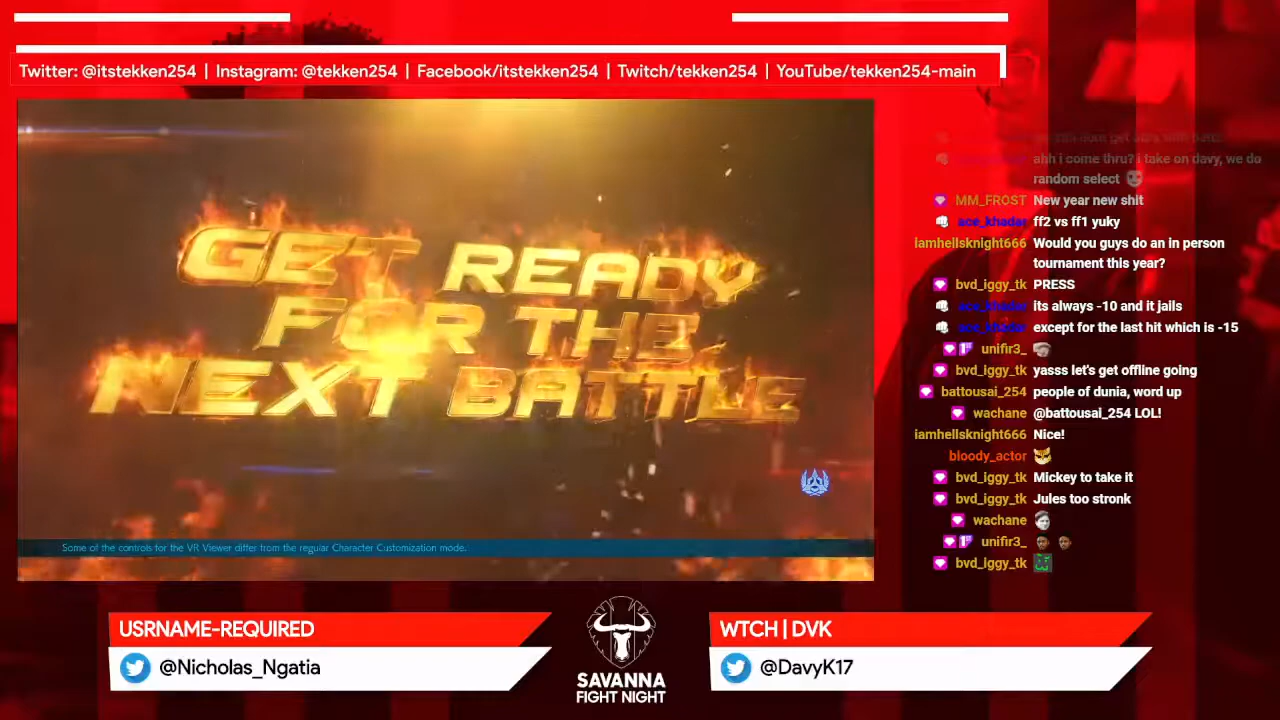 Twitter: @itstekken254 | Instagram: @tekken254 | Facebook/itstekken254 | Twitch/tekken254 | YouTube/tekken254-main
GET READY
FOR THE
NEXT BATTLE
Some of the controls for the VR Viewer differ from the regular Character Customization mode.
ahh i come thru? i take on davy, we do
random select
MM_FROST New year new shit
ace_khadar ff2 vs ff1 yuky
iamhellsknight666 Would you guys do an in person
tournament this year?
bvd_iggy_tk PRESS
ace_khadar its always -10 and it jails
ace_khadar except for the last hit which is -15
unifir3_
bvd_iggy_tk yasss let's get offline going
battousai_254 people of dunia, word up
wachane @battousai_254 LOL!
iamhellsknight666 Nice!
bloody_actor
bvd_iggy_tk Mickey to take it
bvd_iggy_tk Jules too stronk
wachane
unifir3_
bvd_iggy_tk
USRNAME-REQUIRED
@Nicholas_Ngatia
SAVANNA
FIGHT NIGHT
WTCH | DVK
@DavyK17